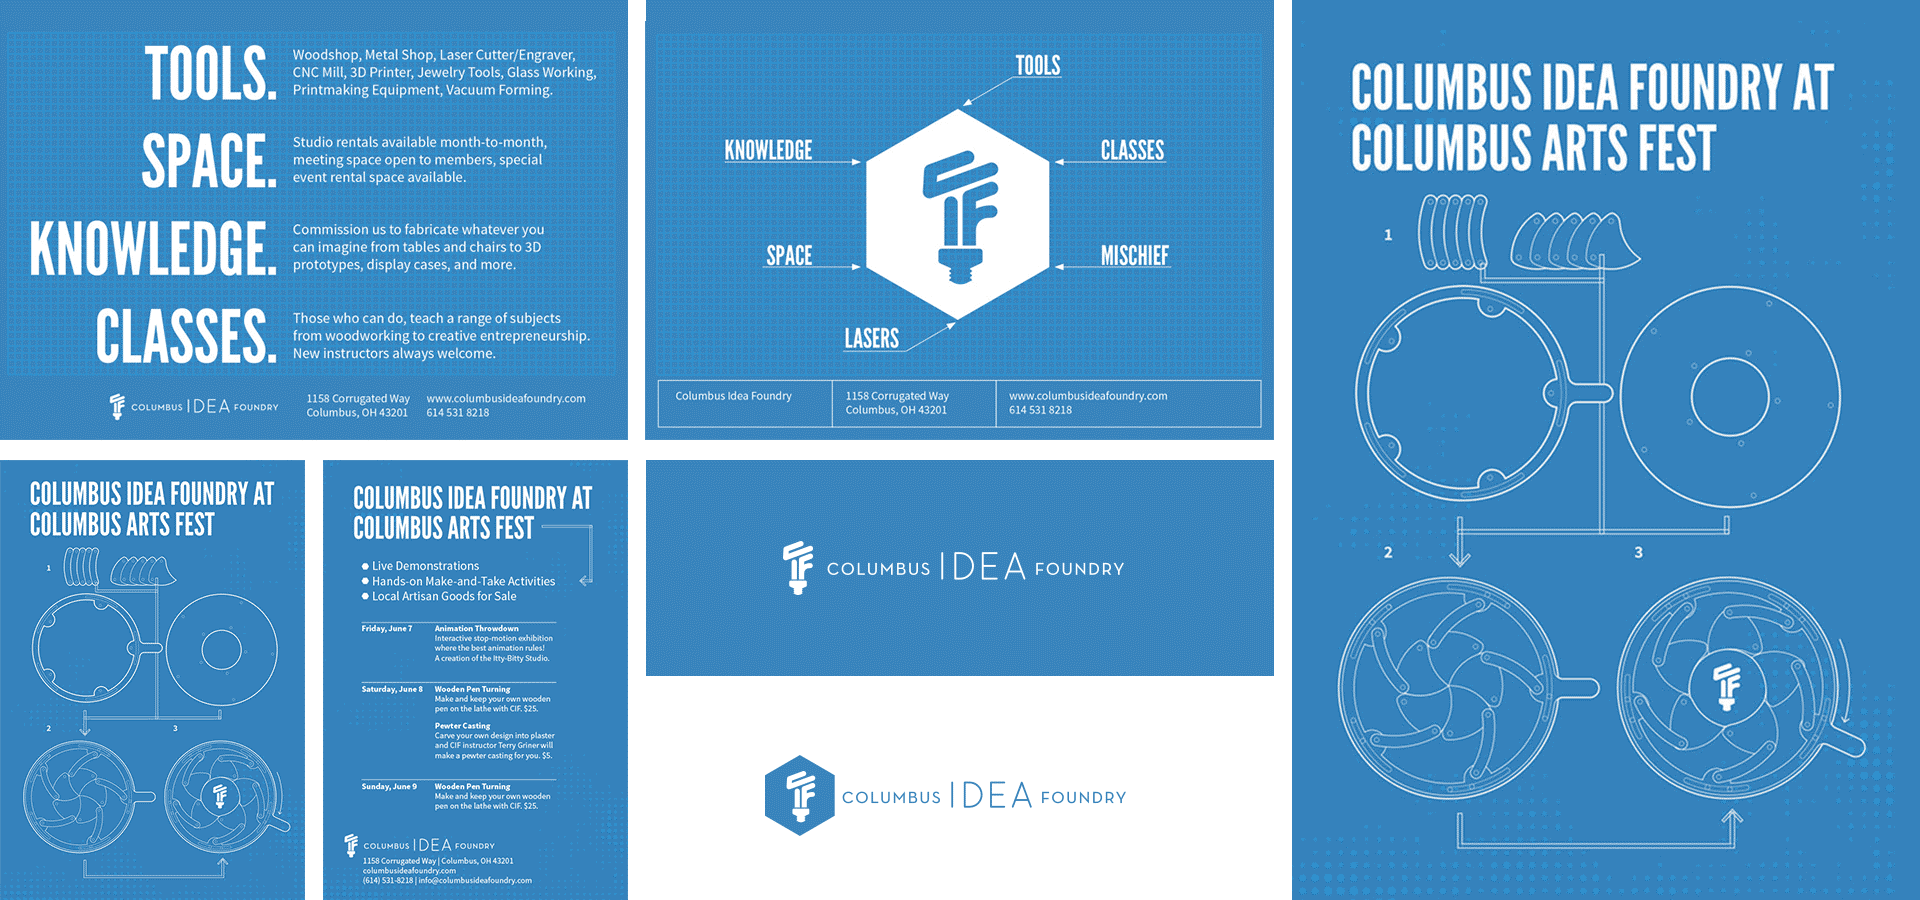 TOOLS.
Woodshop, Metal Shop, Laser Cutter/Engraver,
CNC Mill, 3D Printer, Jewelry Tools, Glass Working,
Printmaking Equipment, Vacuum Forming.
SPACE.
Studio rentals available month-to-month,
meeting space open to members, special
event rental space available.
KNOWLEDGE.
Commission us to fabricate whatever you
can imagine from tables and chairs to 3D
prototypes, display cases, and more.
CLASSES.
Those who can do, teach a range of subjects
from woodworking to creative entrepreneurship.
New instructors always welcome.
COLUMBUS IDEA FOUNDRY
1158 Corrugated Way
Columbus, OH 43201
www.columbusideafoundry.com
614 531 8218
TOOLS
KNOWLEDGE
CLASSES
SPACE
MISCHIEF
LASERS
Columbus Idea Foundry
1158 Corrugated Way
Columbus, OH 43201
www.columbusideafoundry.com
614 531 8218
COLUMBUS IDEA FOUNDRY AT
COLUMBUS ARTS FEST
1
2
3
COLUMBUS IDEA FOUNDRY AT
COLUMBUS ARTS FEST
1
2
3
COLUMBUS IDEA FOUNDRY AT
COLUMBUS ARTS FEST
Live Demonstrations
Hands-on Make-and-Take Activities
Local Artisan Goods for Sale
Friday, June 7
Animation Throwdown
Interactive stop-motion exhibition
where the best animation rules!
A creation of the Itty-Bitty Studio.
Saturday, June 8
Wooden Pen Turning
Make and keep your own wooden
pen on the lathe with CIF. $25.
Pewter Casting
Carve your own design into plaster
and CIF instructor Terry Griner will
make a pewter casting for you. $5.
Sunday, June 9
Wooden Pen Turning
Make and keep your own wooden
pen on the lathe with CIF. $25.
COLUMBUS IDEA FOUNDRY
1158 Corrugated Way | Columbus, OH 43201
columbusideafoundry.com
(614) 531-8218 | info@columbusideafoundry.com
COLUMBUS IDEA FOUNDRY
COLUMBUS IDEA FOUNDRY